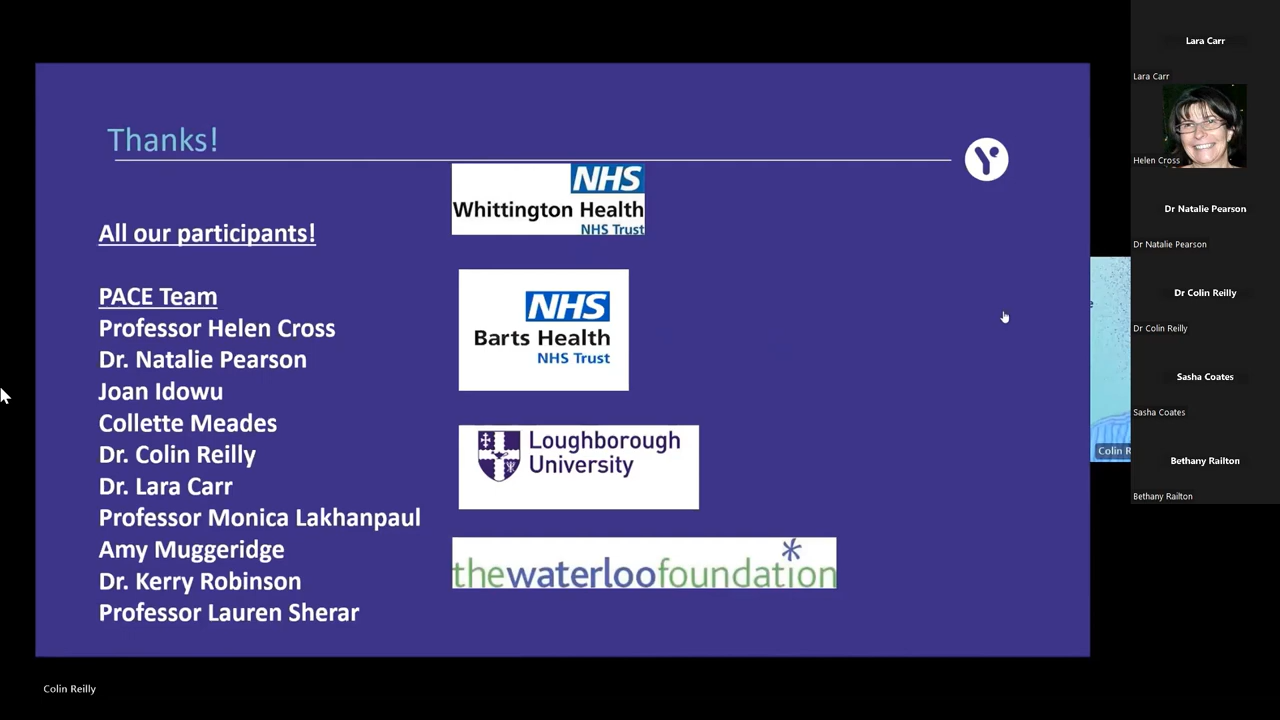 Thanks!
All our participants!
PACE Team
Professor Helen Cross
Dr. Natalie Pearson
Joan Idowu
Collette Meades
Dr. Colin Reilly
Dr. Lara Carr
Professor Monica Lakhanpaul
Amy Muggeridge
Dr. Kerry Robinson
Professor Lauren Sherar
NHS
Whittington Health
NHS Trust
NHS
Barts Health
NHS Trust
Loughborough
University
thewaterloofoundation
Colin Reilly
Colin R
Lara Carr
Lara Carr
Helen Cross
Dr Natalie Pearson
Dr Natalie Pearson
Dr Colin Reilly
Dr Colin Reilly
Sasha Coates
Sasha Coates
Bethany Railton
Bethany Railton